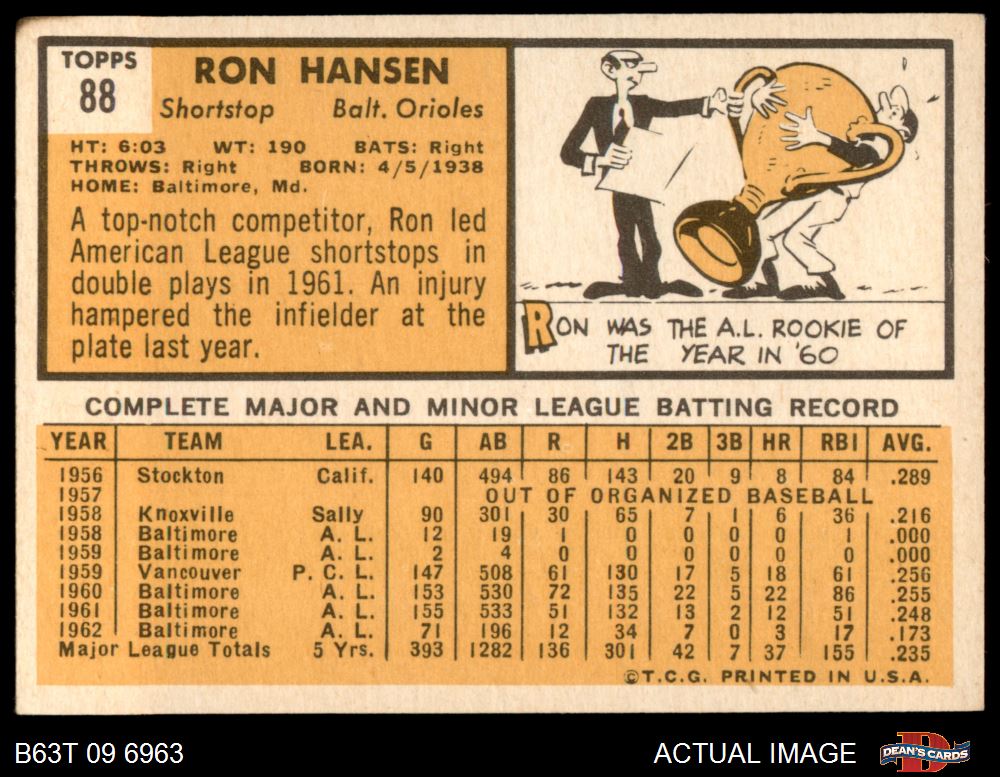 TOPPS
88
RON HANSEN
Shortstop Balt. Orioles
HT: 6:03 WT: 190 BATS: Right
THROWS: Right BORN: 4/5/1938
HOME: Baltimore, Md.
A top-notch competitor, Ron led
American League shortstops in
double plays in 1961. An injury
hampered the infielder at the
plate last year.
RON WAS THE A.L. ROOKIE OF
THE YEAR IN '60
COMPLETE MAJOR AND MINOR LEAGUE BATTING RECORD
YEAR TEAM LEA. G AB R H 2B 3B HR RBI AVG.
1956 Stockton Calif. 140 494 86 143 20 9 8 84 .289
1957 OUT OF ORGANIZED BASEBALL
1958 Knoxville Sally 90 301 30 65 7 1 6 36 .216
1958 Baltimore A. L. 12 19 1 0 0 0 0 1 .000
1959 Baltimore A. L. 2 4 0 0 0 0 0 0 .000
1959 Vancouver P. C. L. 147 508 61 130 17 5 18 61 .256
1960 Baltimore A. L. 153 530 72 135 22 5 22 86 .255
1961 Baltimore A. L. 155 533 51 132 13 2 12 51 .248
1962 Baltimore A. L. 71 196 12 34 7 0 3 17 .173
Major League Totals 5 Yrs. 393 1282 136 301 42 7 37 155 .235
©T.C.G. PRINTED IN U.S.A.
B63T 09 6963 ACTUAL IMAGE DEAN'S CARDS